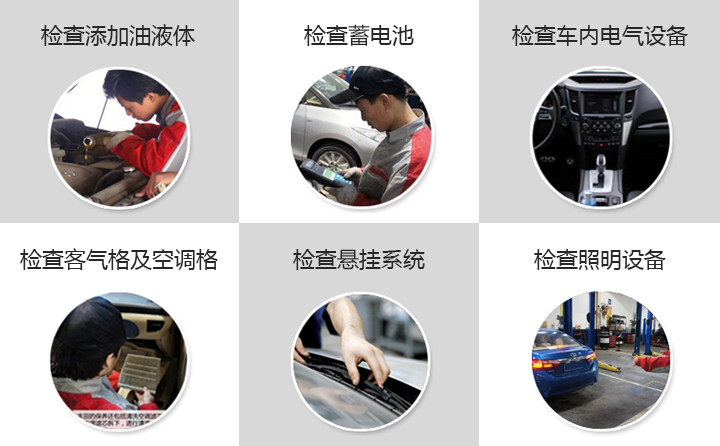 检查添加油液体
检查蓄电池
检查车内电气设备
检查客气格及空调格
检查悬挂系统
检查照明设备